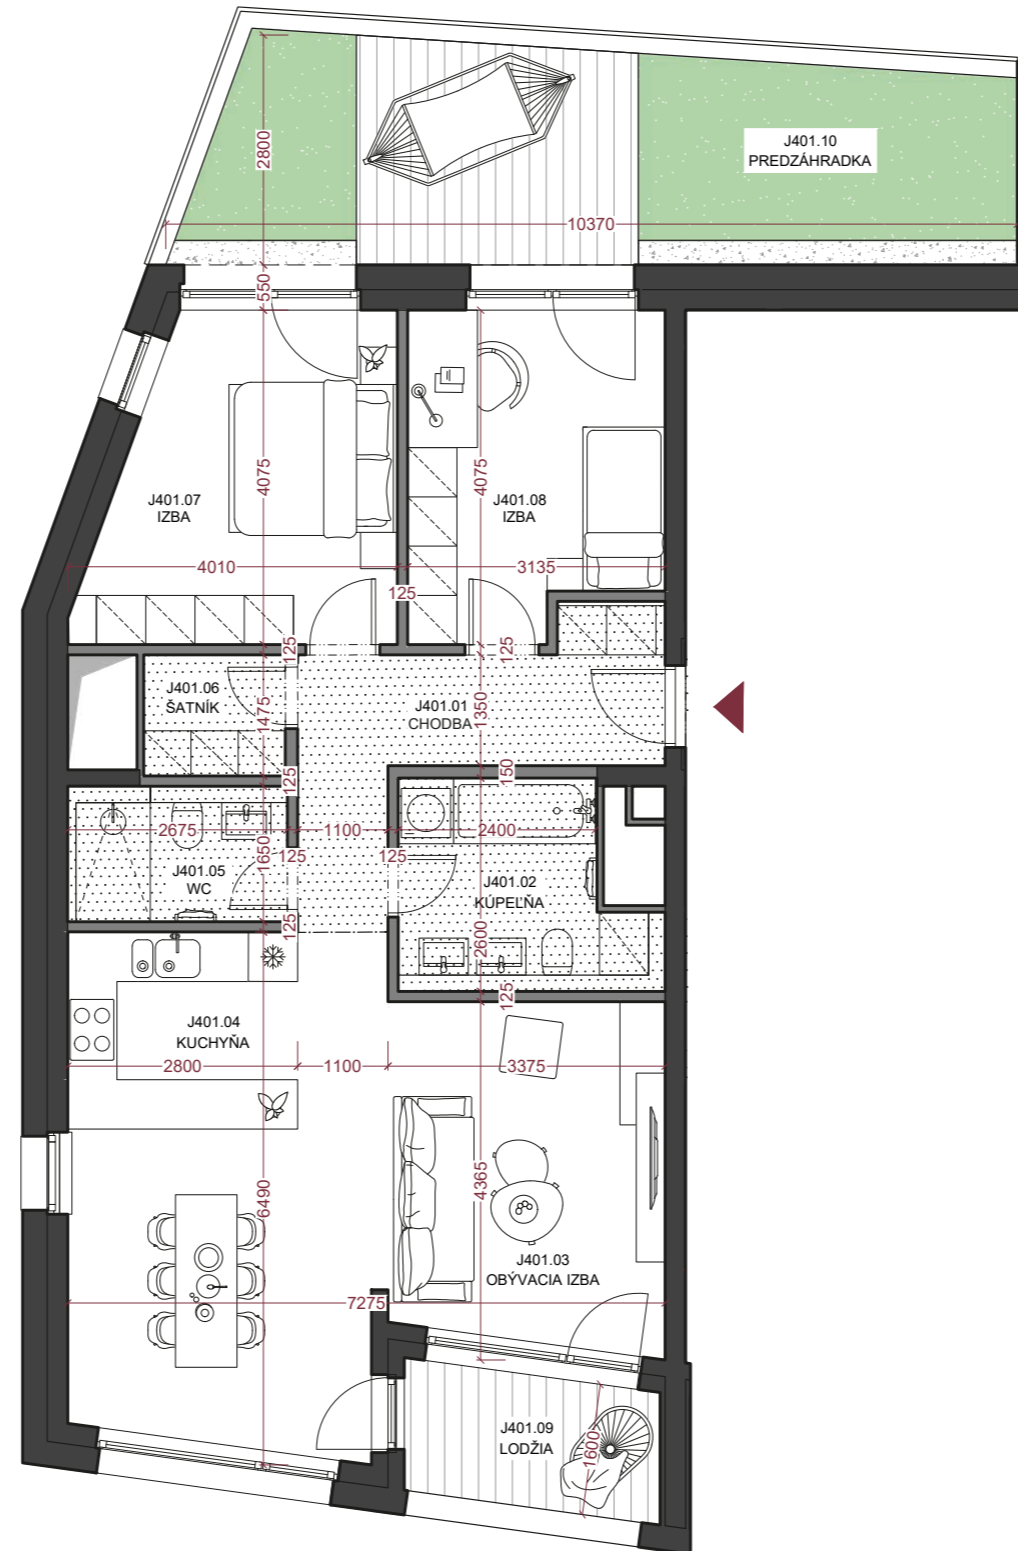 2800
J401.10
PREDZÁHRADKA
10370
550
4075
4075
J401.07
IZBA
J401.08
IZBA
4010
3135
125
125
125
J401.06
ŠATNÍK
1475
J401.01
CHODBA
1350
125
150
2675
1100
2400
1650
125
125
J401.05
WC
J401.02
KÚPEĽŇA
125
2600
125
J401.04
KUCHYŇA
2800
1100
3375
4365
6490
J401.03
OBÝVACIA IZBA
7275
J401.09
LODŽIA
1600